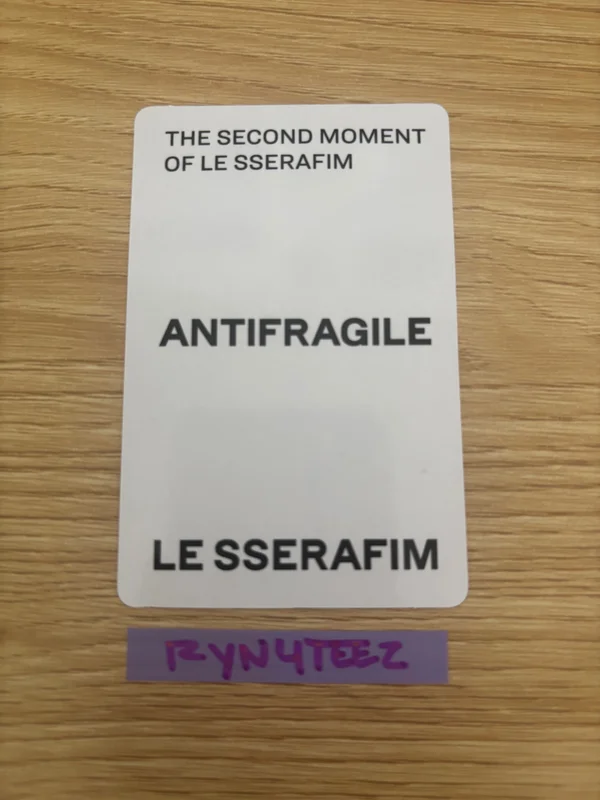 THE SECOND MOMENT
OF LE SSERAFIM
ANTIFRAGILE
LE SSERAFIM
RYN4TEEZ